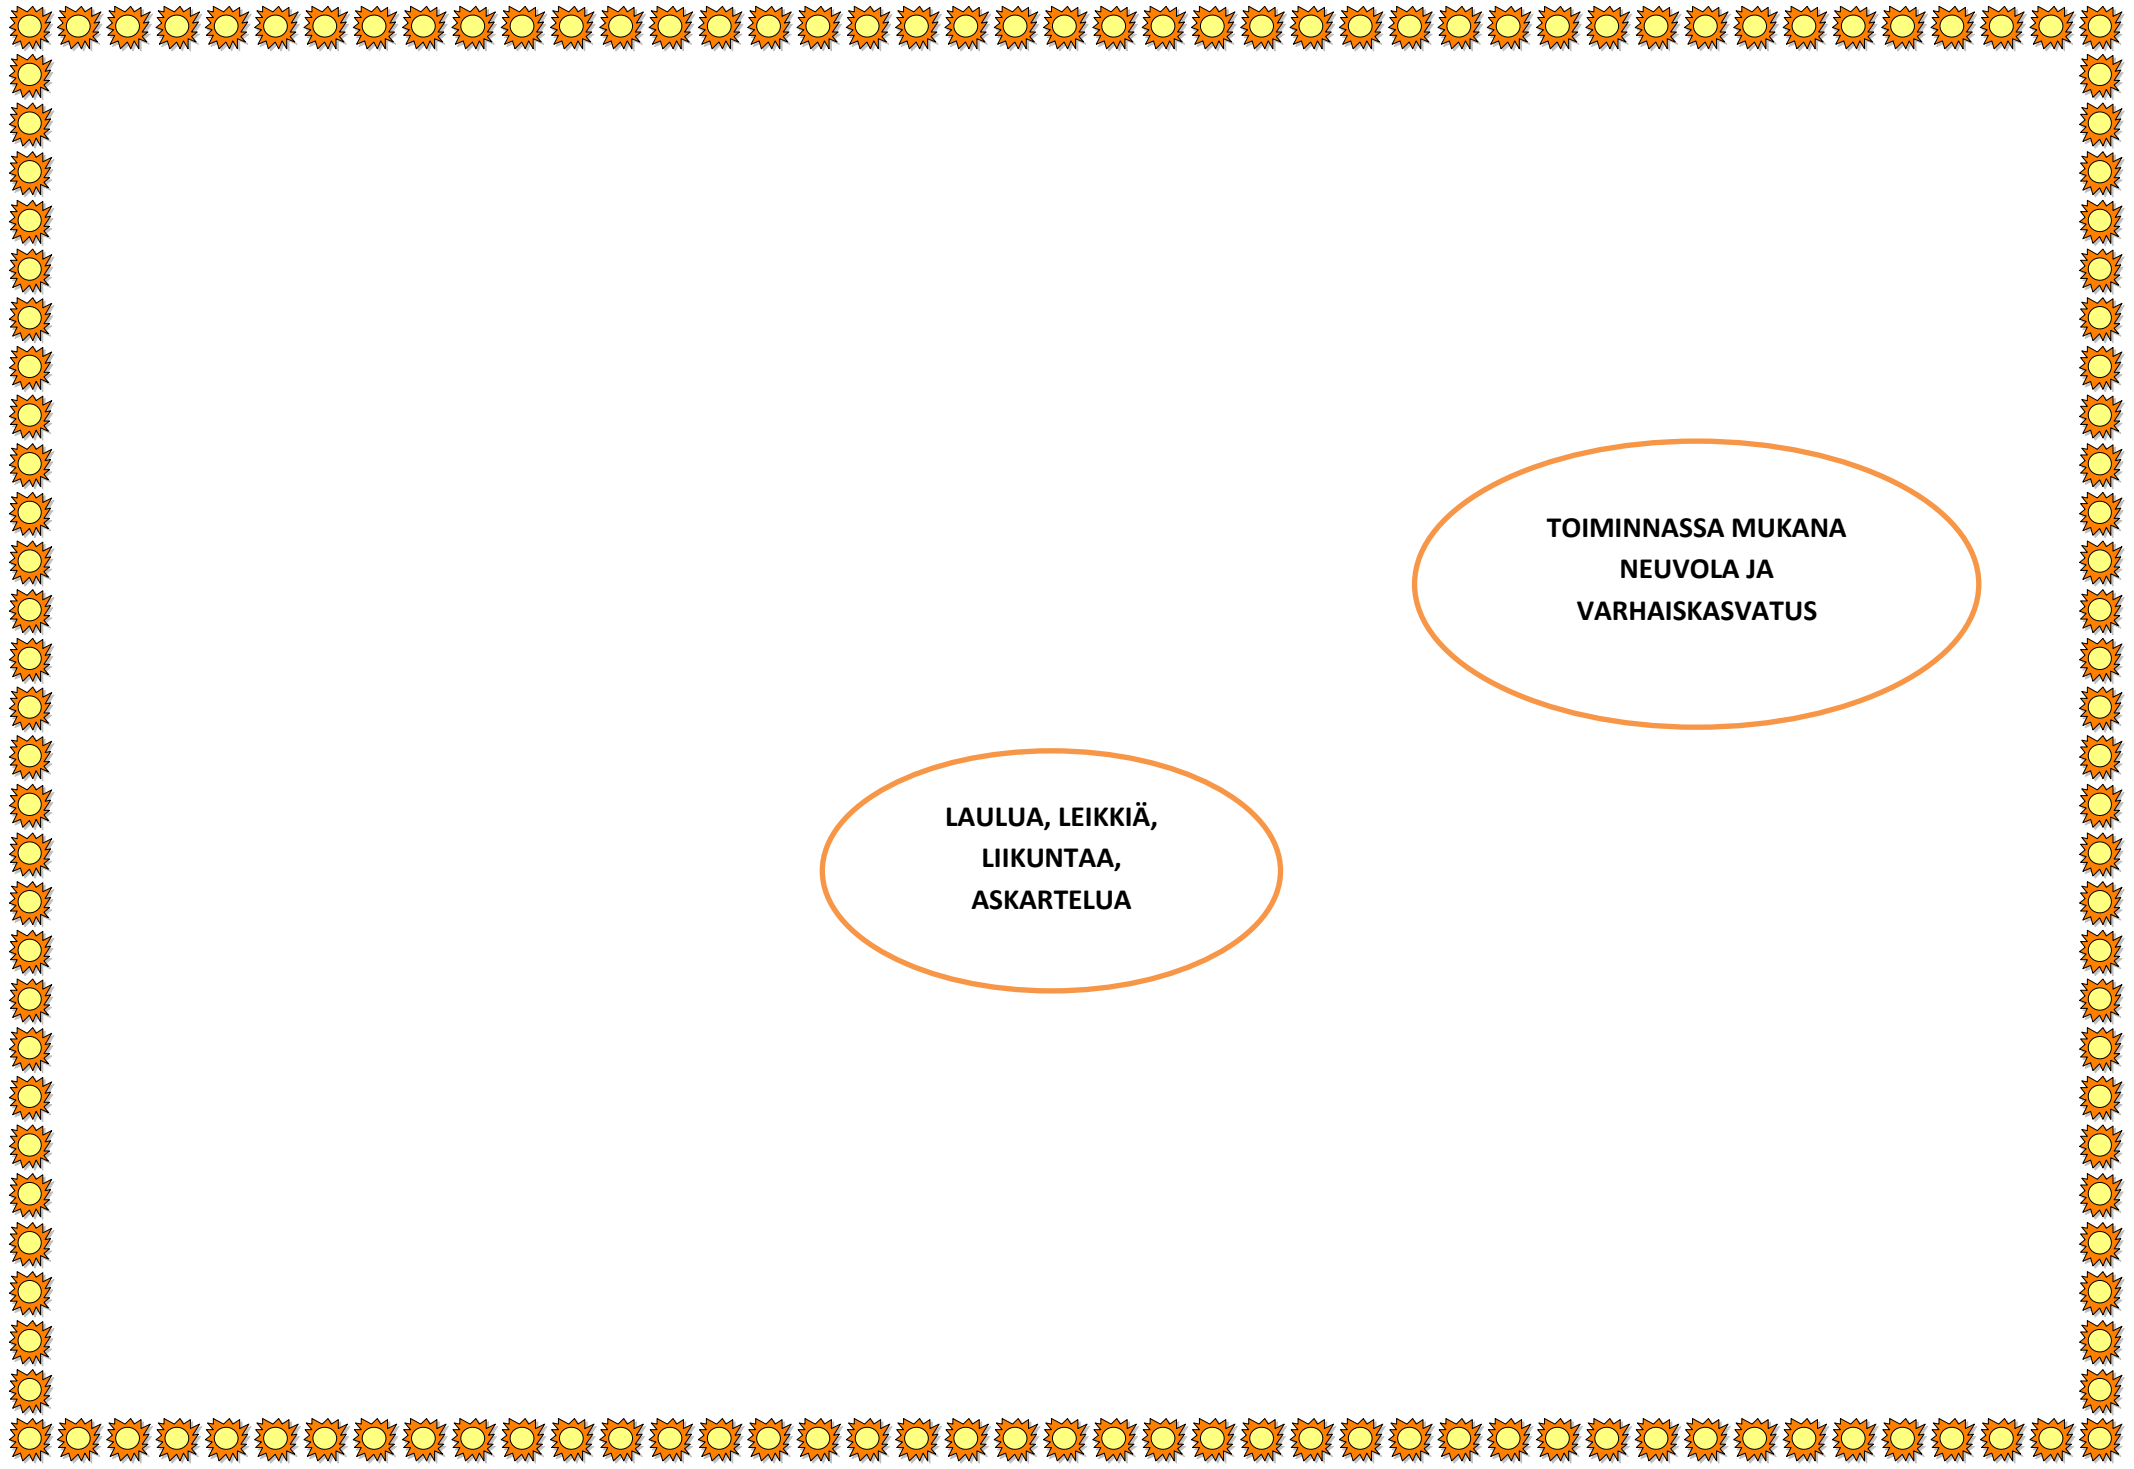 TOIMINNASSA MUKANA
NEUVOLA JA
VARHAISKASVATUS
LAULUA, LEIKKIÄ,
LIIKUNTAA,
ASKARTELUA